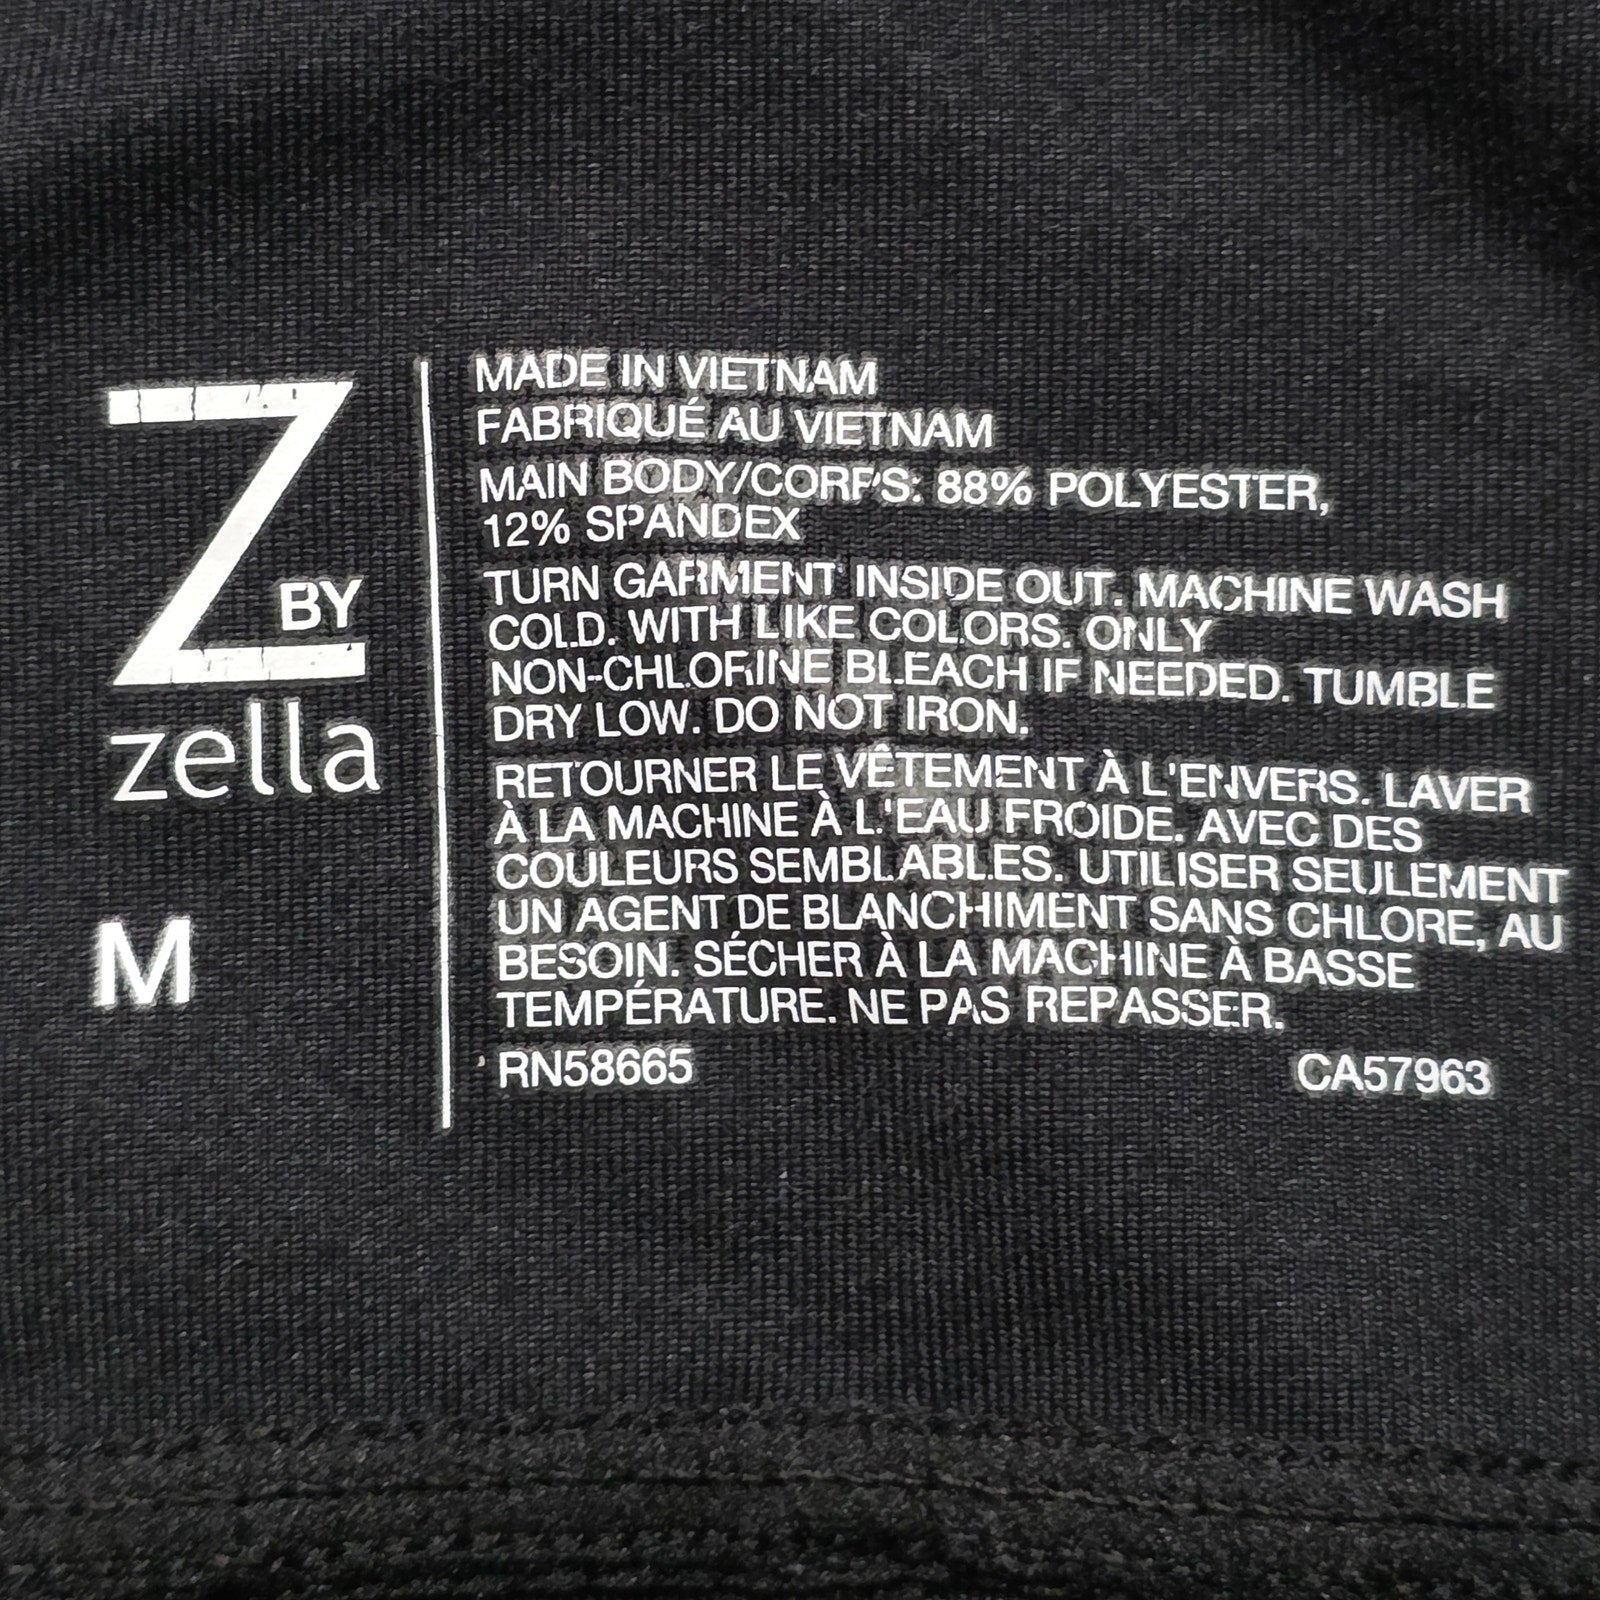 Z BY
zella
M
MADE IN VIETNAM
FABRIQUÉ AU VIETNAM
MAIN BODY/CORPS: 88% POLYESTER,
12% SPANDEX
TURN GARMENT INSIDE OUT. MACHINE WASH
COLD. WITH LIKE COLORS. ONLY
NON-CHLORINE BLEACH IF NEEDED. TUMBLE
DRY LOW. DO NOT IRON.
RETOURNER LE VÊTEMENT À L'ENVERS. LAVER
À LA MACHINE À L'EAU FROIDE. AVEC DES
COULEURS SEMBLABLES. UTILISER SEULEMENT
UN AGENT DE BLANCHIMENT SANS CHLORE, AU
BESOIN. SÉCHER À LA MACHINE À BASSE
TEMPÉRATURE. NE PAS REPASSER.
RN58665 CA57963